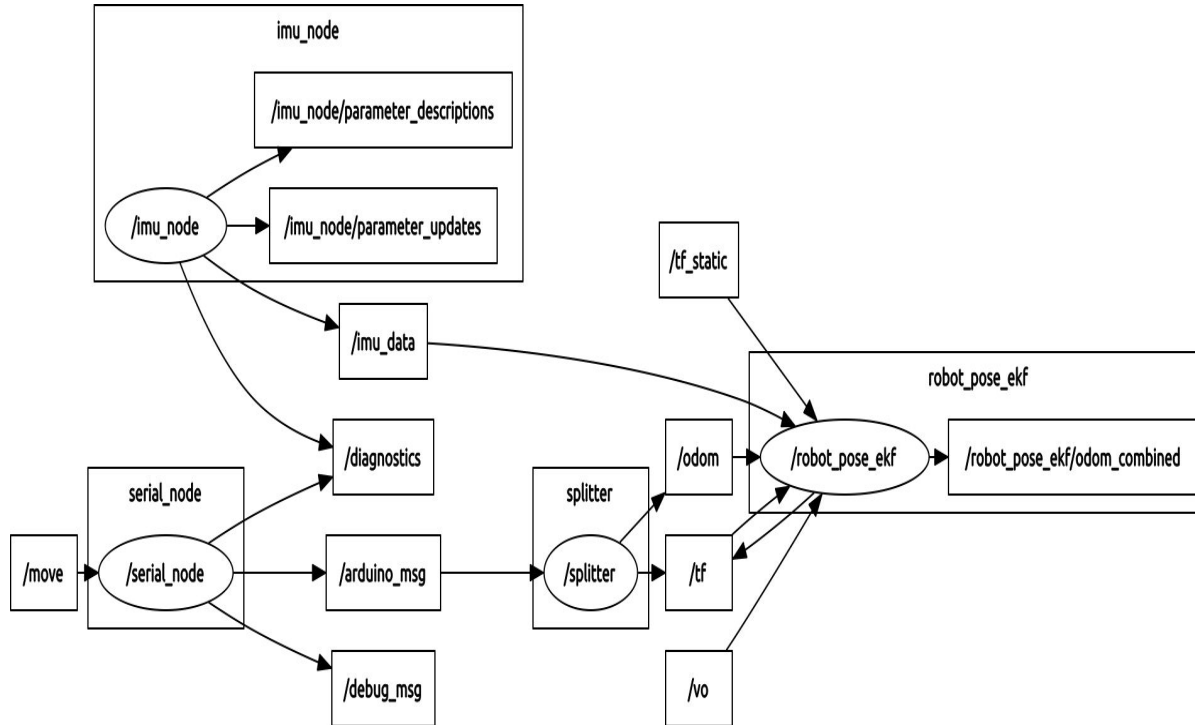 imu_node
/imu_node/parameter_descriptions
/imu_node
/imu_node/parameter_updates
/tf_static
/imu_data
robot_pose_ekf
/diagnostics
/odom
/robot_pose_ekf
/robot_pose_ekf/odom_combined
serial_node
splitter
/move
/serial_node
/arduino_msg
/splitter
/tf
/debug_msg
/vo